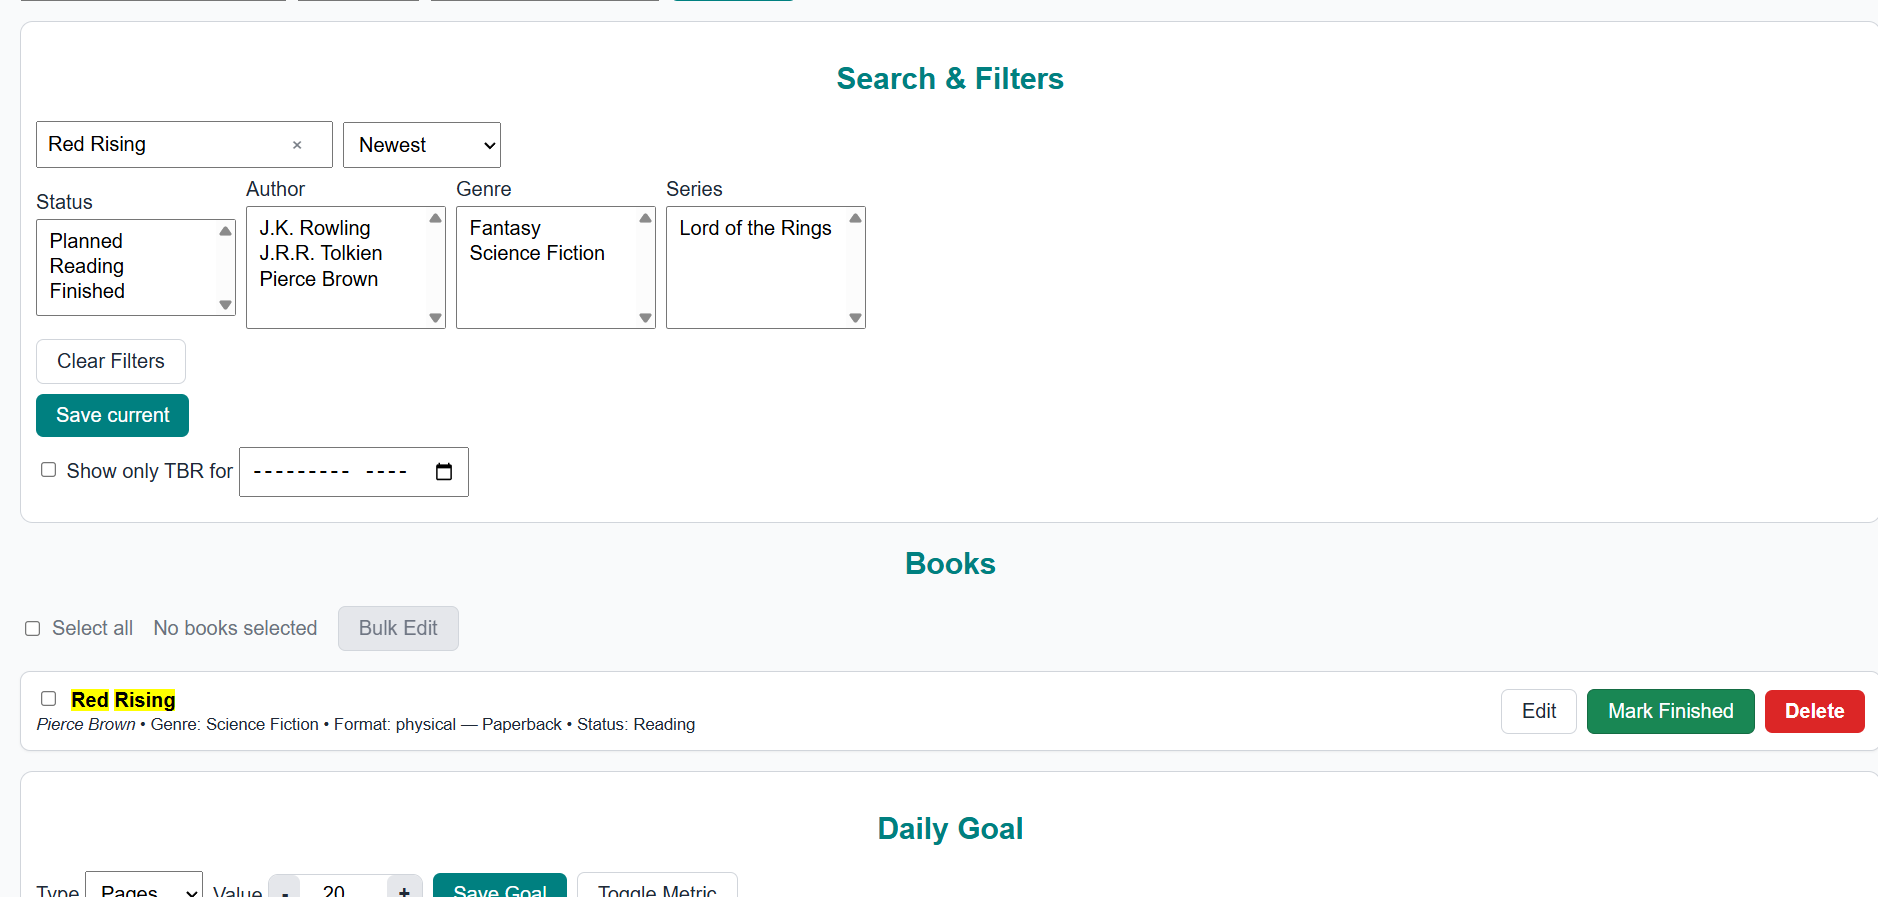 Search & Filters
Red Rising ×
Newest
Status
Planned
Reading
Finished
Author
J.K. Rowling
J.R.R. Tolkien
Pierce Brown
Genre
Fantasy
Science Fiction
Series
Lord of the Rings
Clear Filters
Save current
Show only TBR for --------- ----
Books
Select all No books selected Bulk Edit
Red Rising
Pierce Brown • Genre: Science Fiction • Format: physical — Paperback • Status: Reading
Edit Mark Finished Delete
Daily Goal
Type Pages Value - 20 + Save Goal Toggle Metric